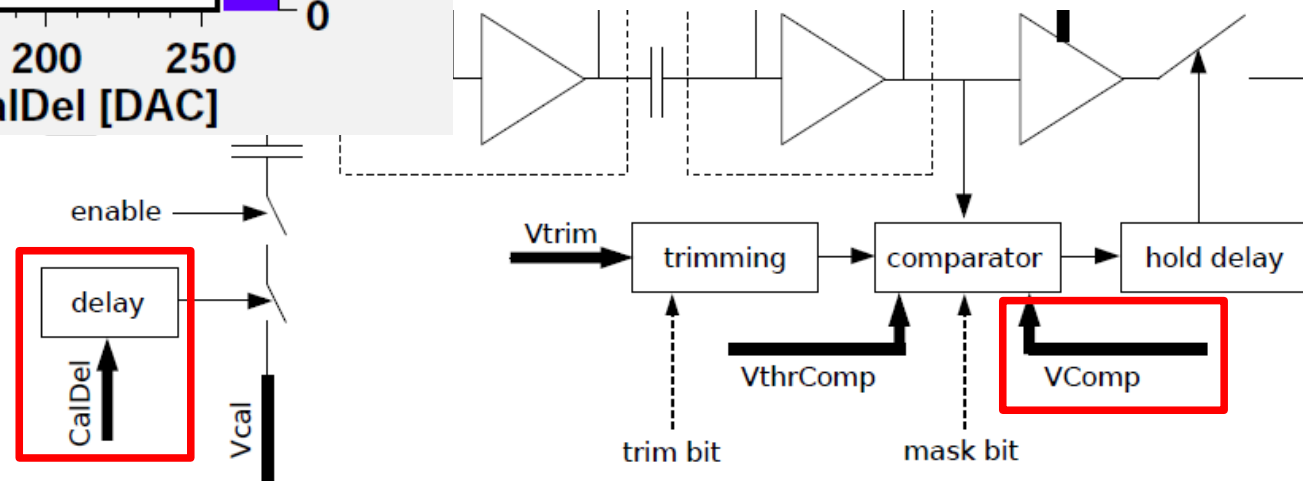 0
200 250
alDel [DAC]
enable
delay
CalDel
Vcal
Vtrim
trimming
comparator
hold delay
VthrComp
VComp
trim bit
mask bit